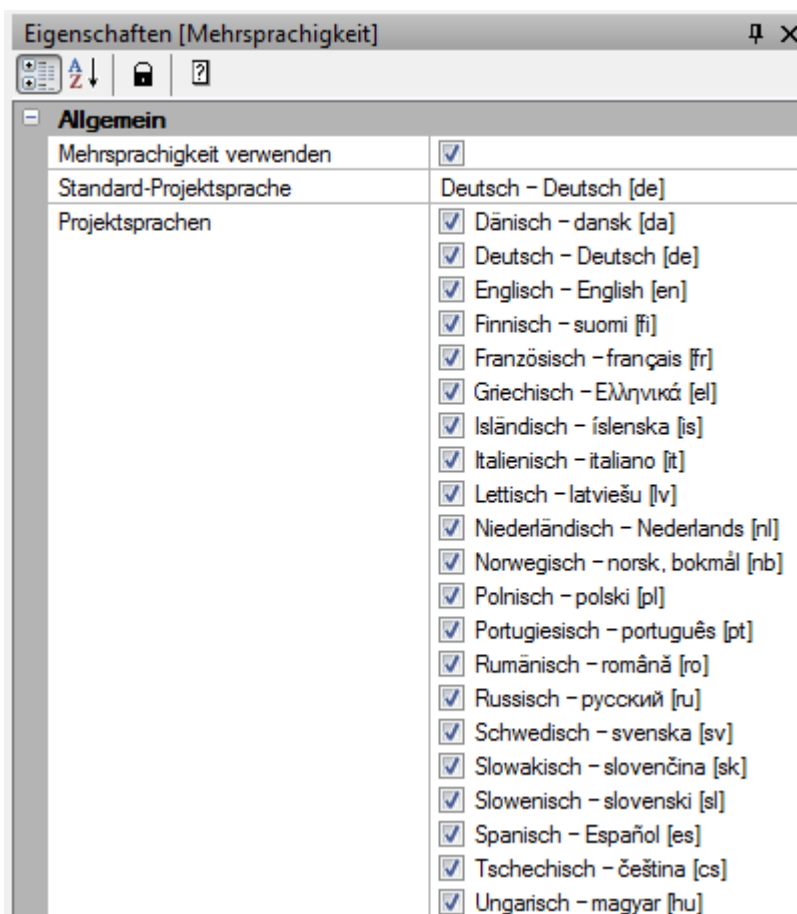 Eigenschaften [Mehrsprachigkeit]
Allgemein
Mehrsprachigkeit verwenden
Standard-Projektsprache Deutsch – Deutsch [de]
Projektsprachen Dänisch – dansk [da]
Deutsch – Deutsch [de]
Englisch – English [en]
Finnisch – suomi [fi]
Französisch – français [fr]
Griechisch – Ελληνικά [el]
Isländisch – íslenska [is]
Italienisch – italiano [it]
Lettisch – latviešu [lv]
Niederländisch – Nederlands [nl]
Norwegisch – norsk, bokmål [nb]
Polnisch – polski [pl]
Portugiesisch – português [pt]
Rumänisch – română [ro]
Russisch – русский [ru]
Schwedisch – svenska [sv]
Slowakisch – slovenčina [sk]
Slowenisch – slovenski [sl]
Spanisch – Español [es]
Tschechisch – čeština [cs]
Ungarisch – magyar [hu]